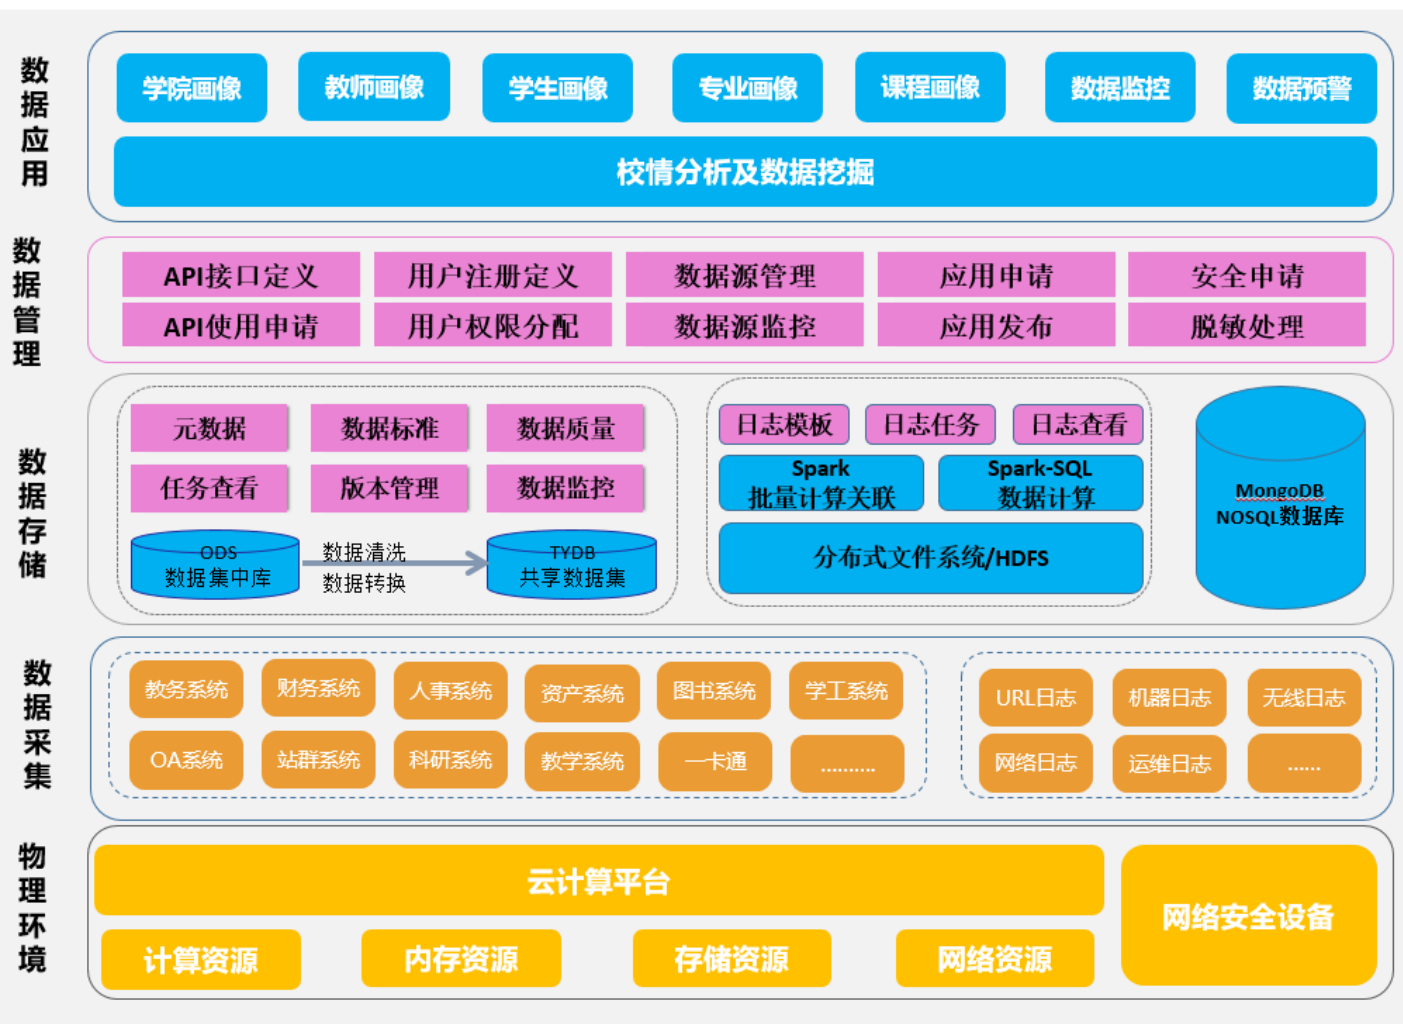 数据应用
学院画像
教师画像
学生画像
专业画像
课程画像
数据监控
数据预警
校情分析及数据挖掘
数据管理
API接口定义
用户注册定义
数据源管理
应用申请
安全申请
API使用申请
用户权限分配
数据源监控
应用发布
脱敏处理
数据存储
元数据
数据标准
数据质量
任务查看
版本管理
数据监控
ODS
数据集中库
数据清洗
数据转换
TYDB
共享数据集
日志模板
日志任务
日志查看
Spark
批量计算关联
Spark-SQL
数据计算
分布式文件系统/HDFS
MongoDB
NOSQL数据库
数据采集
教务系统
财务系统
人事系统
资产系统
图书系统
学工系统
OA系统
站群系统
科研系统
教学系统
一卡通
..........
URL日志
机器日志
无线日志
网络日志
运维日志
......
物理环境
云计算平台
计算资源
内存资源
存储资源
网络资源
网络安全设备